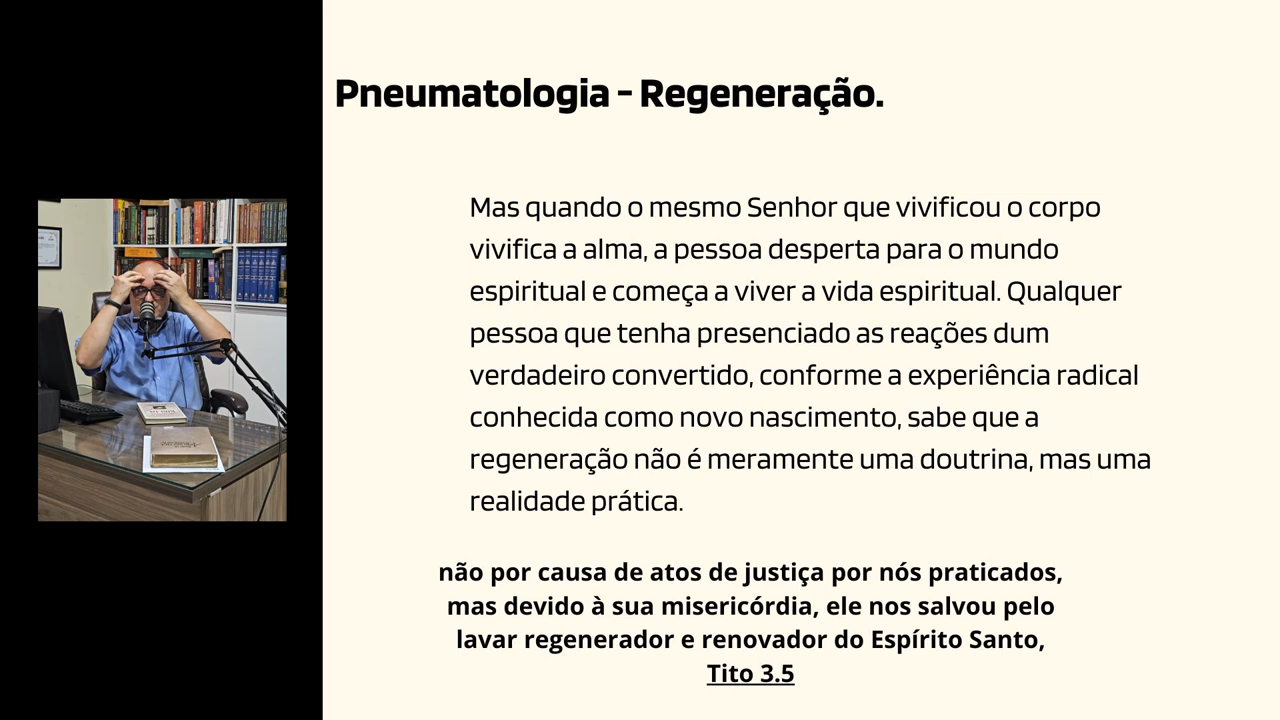 Pneumatologia - Regeneração.
Mas quando o mesmo Senhor que vivificou o corpo
vivifica a alma, a pessoa desperta para o mundo
espiritual e começa a viver a vida espiritual. Qualquer
pessoa que tenha presenciado as reações dum
verdadeiro convertido, conforme a experiência radical
conhecida como novo nascimento, sabe que a
regeneração não é meramente uma doutrina, mas uma
realidade prática.
não por causa de atos de justiça por nós praticados,
mas devido à sua misericórdia, ele nos salvou pelo
lavar regenerador e renovador do Espírito Santo,
Tito 3.5